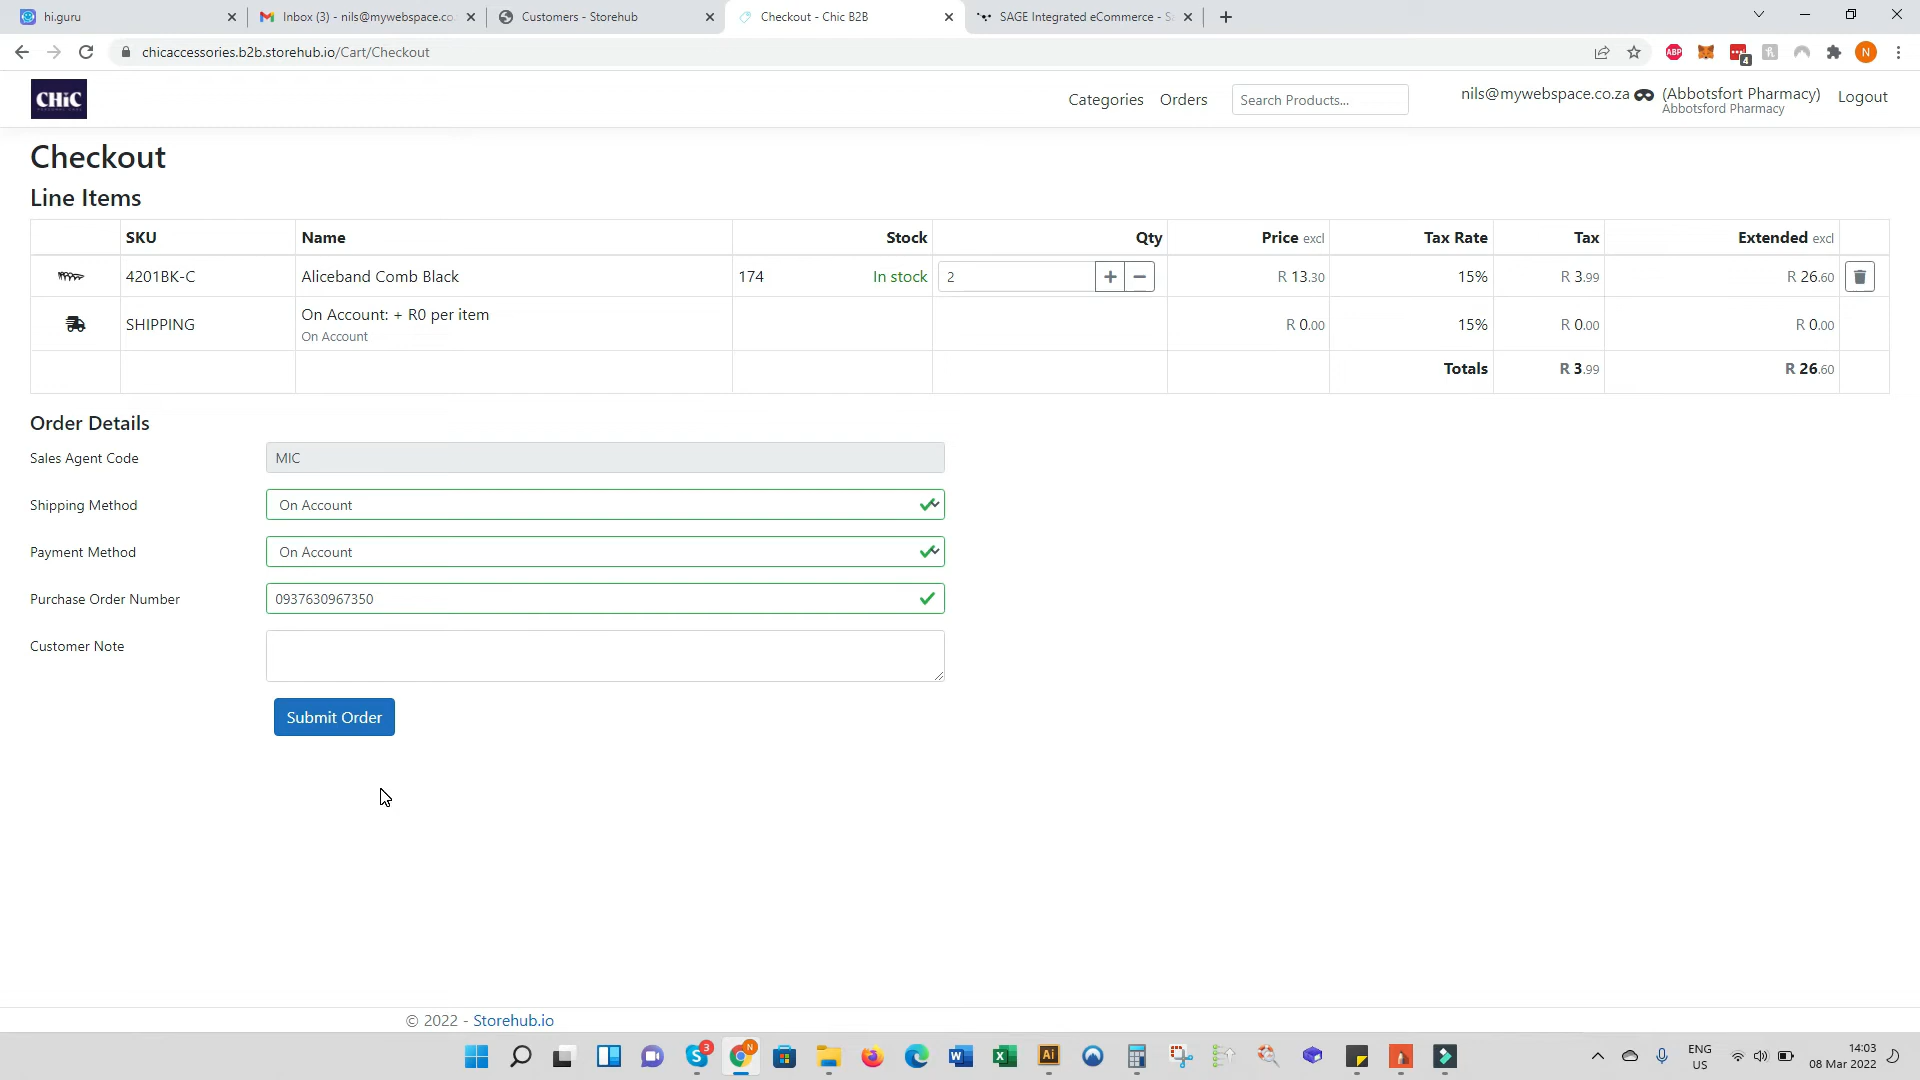 hi.guru
Inbox (3) - nils@mywebspace.co.
Customers - Storehub
Checkout - Chic B2B
SAGE Integrated eCommerce - S
chicaccessories.b2b.storehub.io/Cart/Checkout
ABP
4
N
CHiC
Categories
Orders
Search Products...
nils@mywebspace.co.za
(Abbotsfort Pharmacy)
Abbotsford Pharmacy
Logout
Checkout
Line Items
SKU Name Stock Qty Price excl Tax Rate Tax Extended excl
4201BK-C Aliceband Comb Black 174 In stock 2 + − R 13.30 15% R 3.99 R 26.60
SHIPPING On Account: + R0 per item R 0.00 15% R 0.00 R 0.00
On Account
Totals R 3.99 R 26.60
Order Details
Sales Agent Code MIC
Shipping Method On Account
Payment Method On Account
Purchase Order Number 0937630967350
Customer Note
Submit Order
© 2022 - Storehub.io
S 3
N
W
X
Ai
ENG
US
14:03
08 Mar 2022